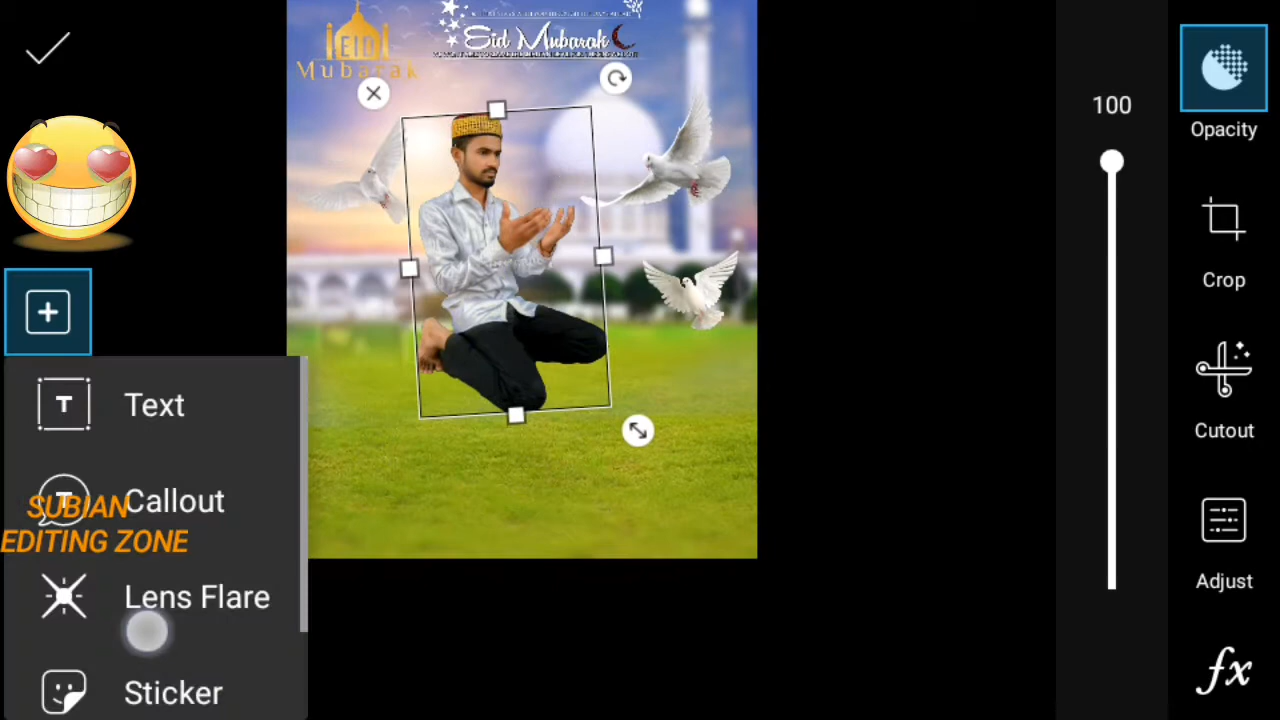 EID
Mubarak
Eid Mubarak
100
Opacity
Crop
Cutout
Adjust
fx
T
Text
T
Callout
SUBIAN
EDITING ZONE
Lens Flare
Sticker